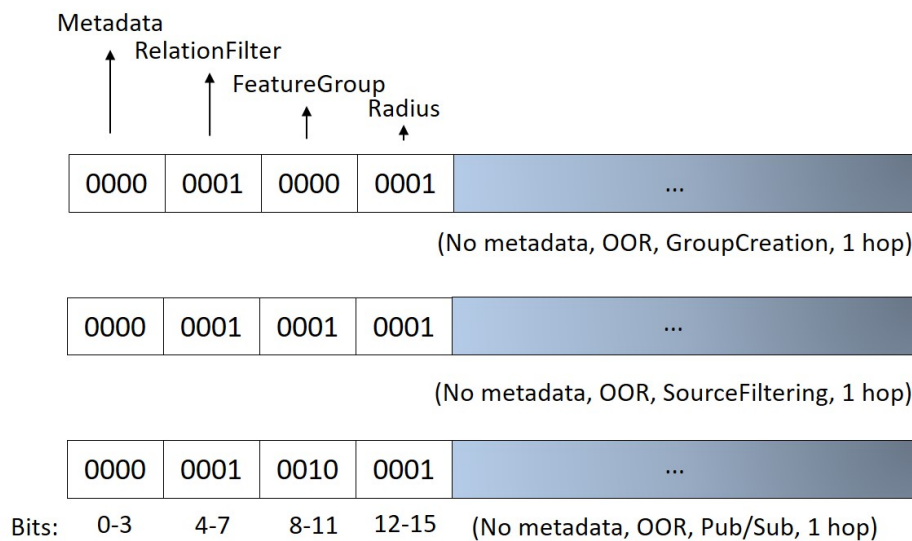 Metadata
RelationFilter
FeatureGroup
Radius
0000 0001 0000 0001 ...
(No metadata, OOR, GroupCreation, 1 hop)
0000 0001 0001 0001 ...
(No metadata, OOR, SourceFiltering, 1 hop)
0000 0001 0010 0001 ...
Bits: 0-3 4-7 8-11 12-15 (No metadata, OOR, Pub/Sub, 1 hop)